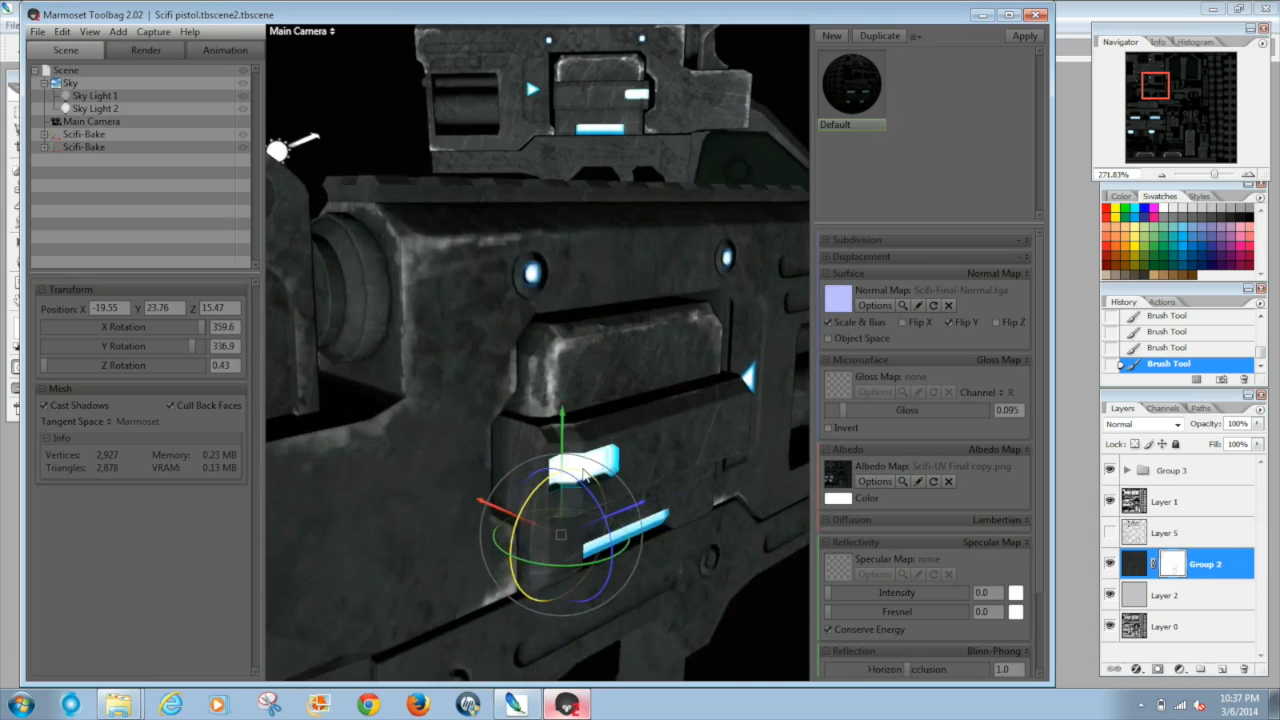 Marmoset Toolbag 2.02 | Scifi pistol.tbscene2.tbscene
File Edit View Add Capture Help
Scene Render Animation
Scene
Sky
Sky Light 1
Sky Light 2
Main Camera
Scifi-Bake
Scifi-Bake
Transform
Position: X -19.55 Y 23.76 Z 15.47
X Rotation 359.6
Y Rotation 336.9
Z Rotation 0.43
Mesh
Cast Shadows Cull Back Faces
Tangent Space Marmoset
Info
Vertices: 2,927 Memory: 0.23 MB
Triangles: 2,878 VRAM: 0.13 MB
Main Camera
New Duplicate Apply
Default
Subdivision -
Displacement -
Surface Normal Map
Normal Map: Scifi-Final-Normal.tga
Options
Scale & Bias Flip X Flip Y Flip Z
Object Space
Microsurface Gloss Map
Gloss Map: none
Options Channel R
Gloss 0.095
Invert
Albedo Albedo Map
Albedo Map: Scifi-UV Final copy.png
Options
Color
Diffusion Lambertian
Reflectivity Specular Map
Specular Map: none
Options
Intensity 0.0
Fresnel 0.0
Conserve Energy
Reflection Blinn-Phong
Horizon cclusion 1.0
Navigator Info Histogram
271.83%
Color Swatches Styles
History Actions
Brush Tool
Brush Tool
Brush Tool
Brush Tool
Layers Channels Paths
Normal Opacity: 100%
Lock: Fill: 100%
Group 3
Layer 1
Layer 5
Group 2
Layer 2
Layer 0
10:37 PM
3/6/2014